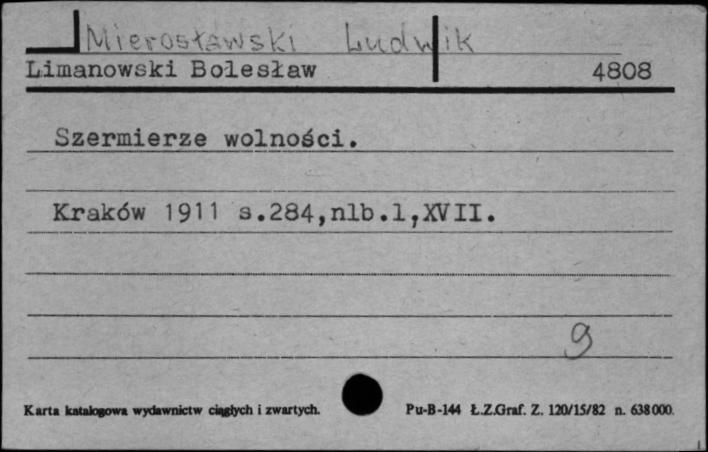 Mierosławski Ludwik
Limanowski Bolesław 4808
Szermierze wolności.
Kraków 1911 s.284,nlb.1,XVII.
9
Karta katalogowa wydawnictw ciągłych i zwartych. Pu-B-144 Ł.Z.Graf. Z. 120/15/82 n. 638000.